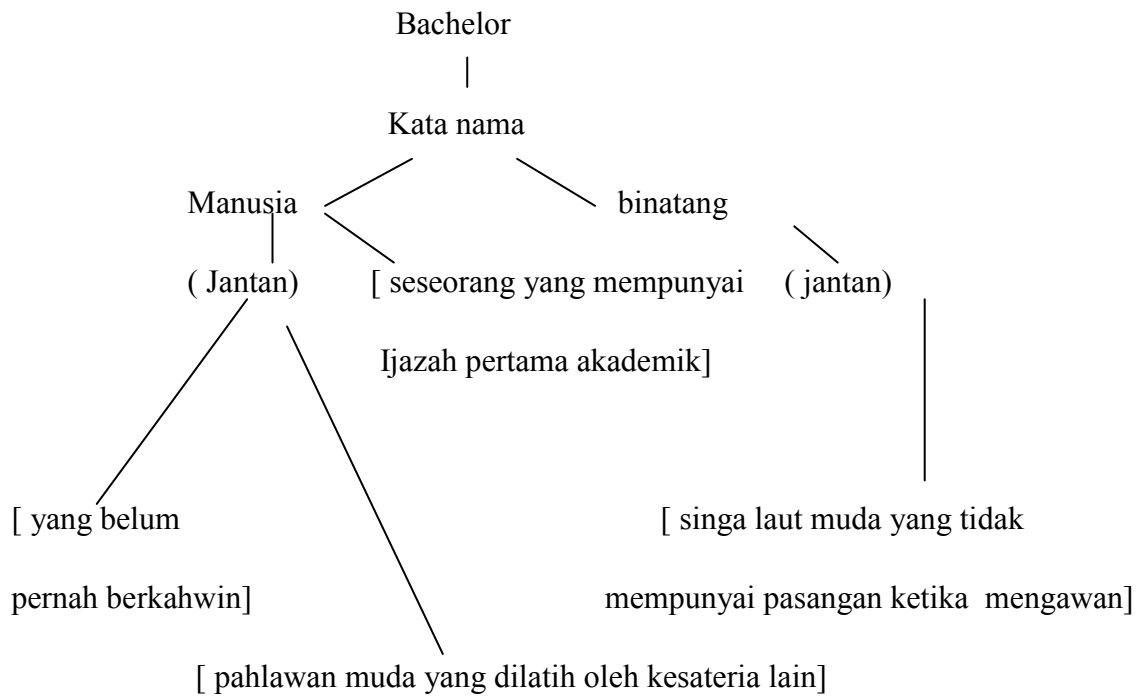 Bachelor
Kata nama
Manusia binatang
( Jantan) [ seseorang yang mempunyai ( jantan)
Ijazah pertama akademik]
[ yang belum [ singa laut muda yang tidak
pernah berkahwin] mempunyai pasangan ketika mengawan]
[ pahlawan muda yang dilatih oleh kesateria lain]